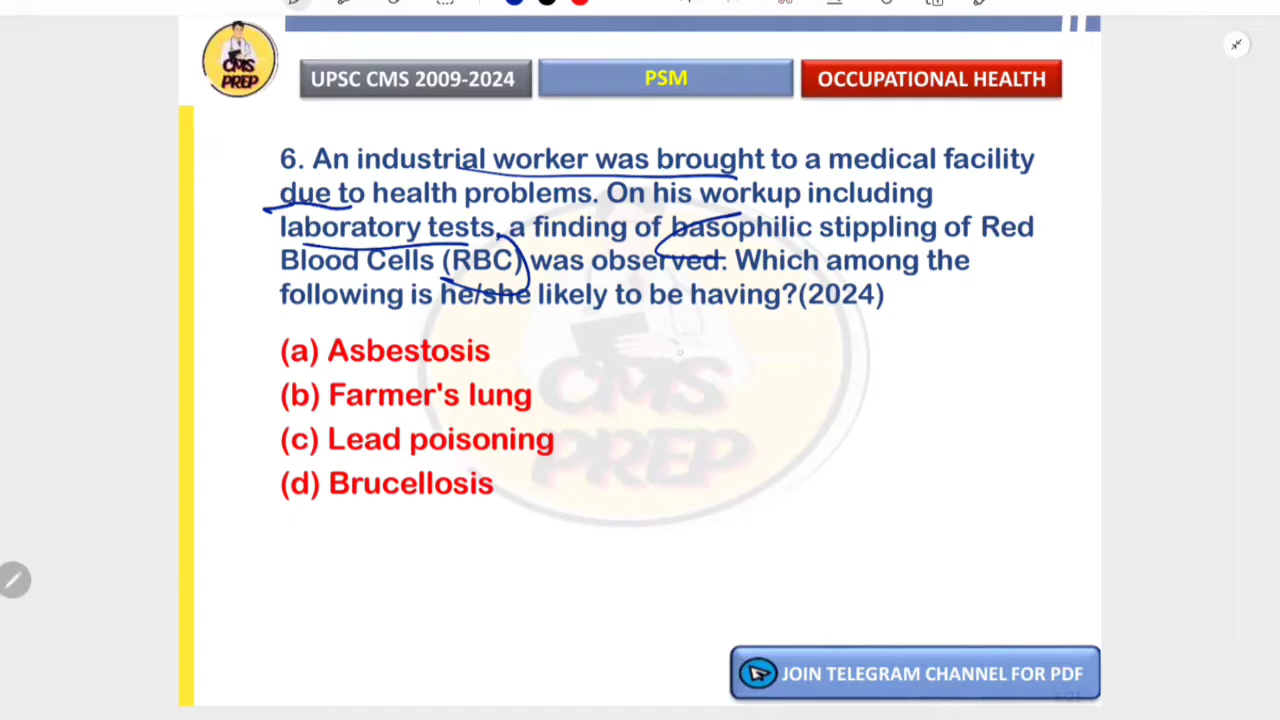 CMS
PREP
UPSC CMS 2009-2024
PSM
OCCUPATIONAL HEALTH
6. An industrial worker was brought to a medical facility
due to health problems. On his workup including
laboratory tests, a finding of basophilic stippling of Red
Blood Cells (RBC) was observed. Which among the
following is he/she likely to be having?(2024)
(a) Asbestosis
(b) Farmer's lung
(c) Lead poisoning
(d) Brucellosis
CMS
PREP
JOIN TELEGRAM CHANNEL FOR PDF